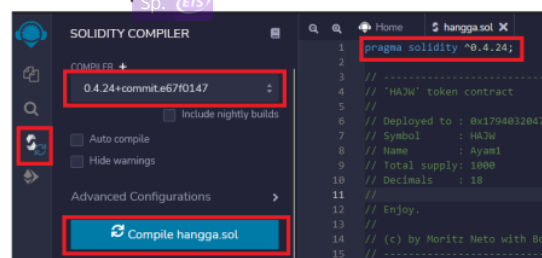 Sp. (EIS)
SOLIDITY COMPILER
COMPILER +
0.4.24+commit.e67f0147
Include nightly builds
Auto compile
Hide warnings
Advanced Configurations
Compile hangga.sol
Home
hangga.sol
1 pragma solidity ^0.4.24;
2
3 // -------------------------
4 // 'HAJW' token contract
5 //
6 // Deployed to : 0x1794032047
7 // Symbol : HAJW
8 // Name : Ayam1
9 // Total supply: 1000
10 // Decimals : 18
11 //
12 // Enjoy.
13 //
14 // (c) by Moritz Neto with Bo
15 // -------------------------